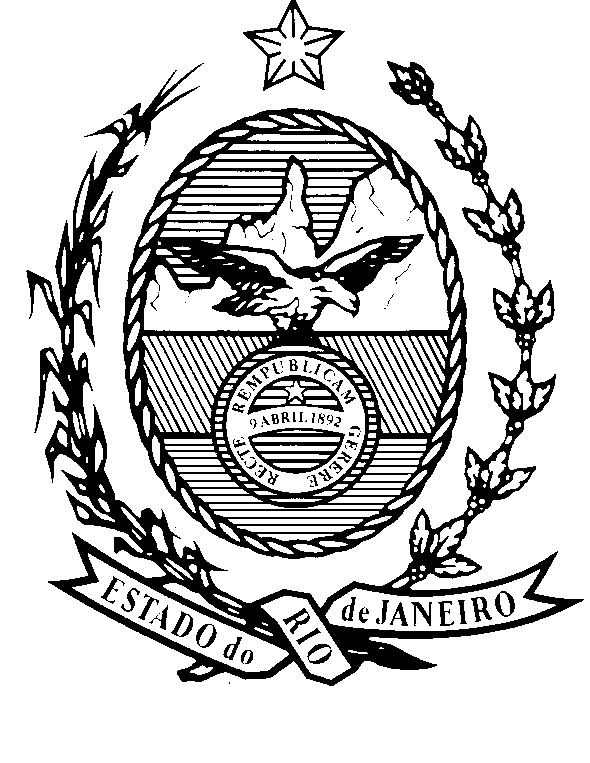 RECTE REMPUBLICAM GERERE
9 ABRIL 1892
ESTADO do RIO de JANEIRO